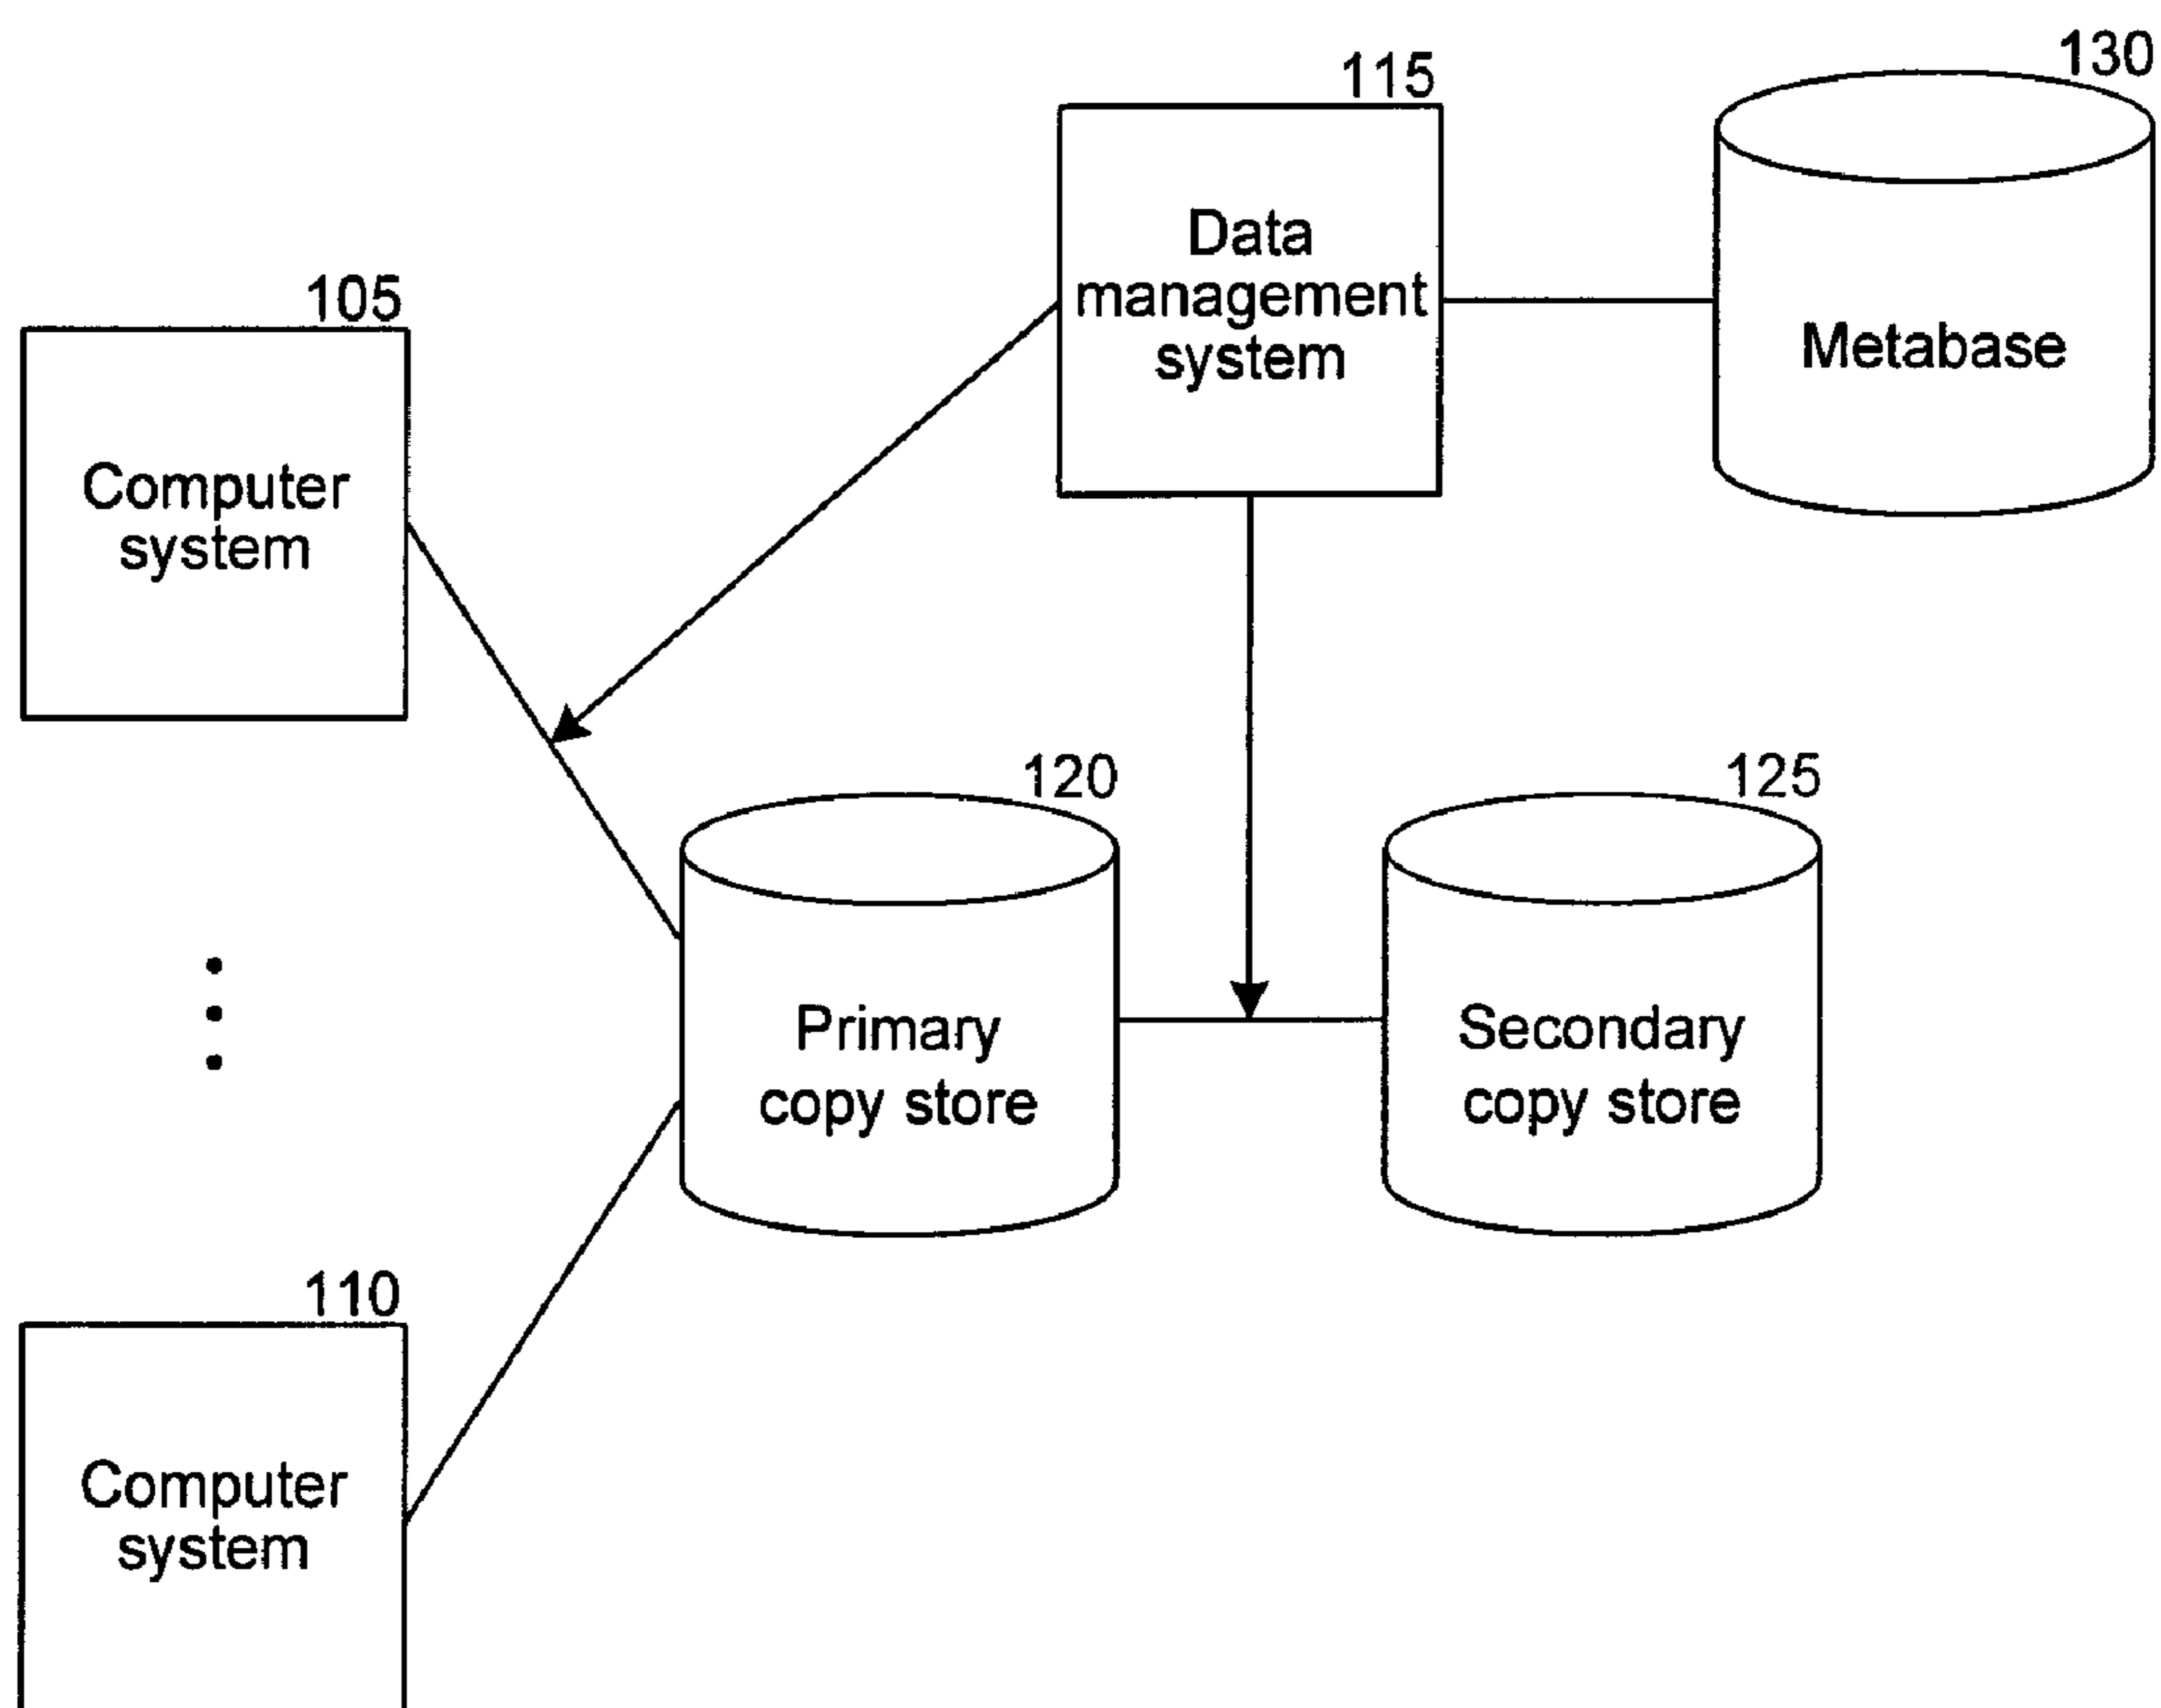 130
115
Data
management
system
Metabase
105
Computer
system
120
Primary
copy store
125
Secondary
copy store
110
Computer
system